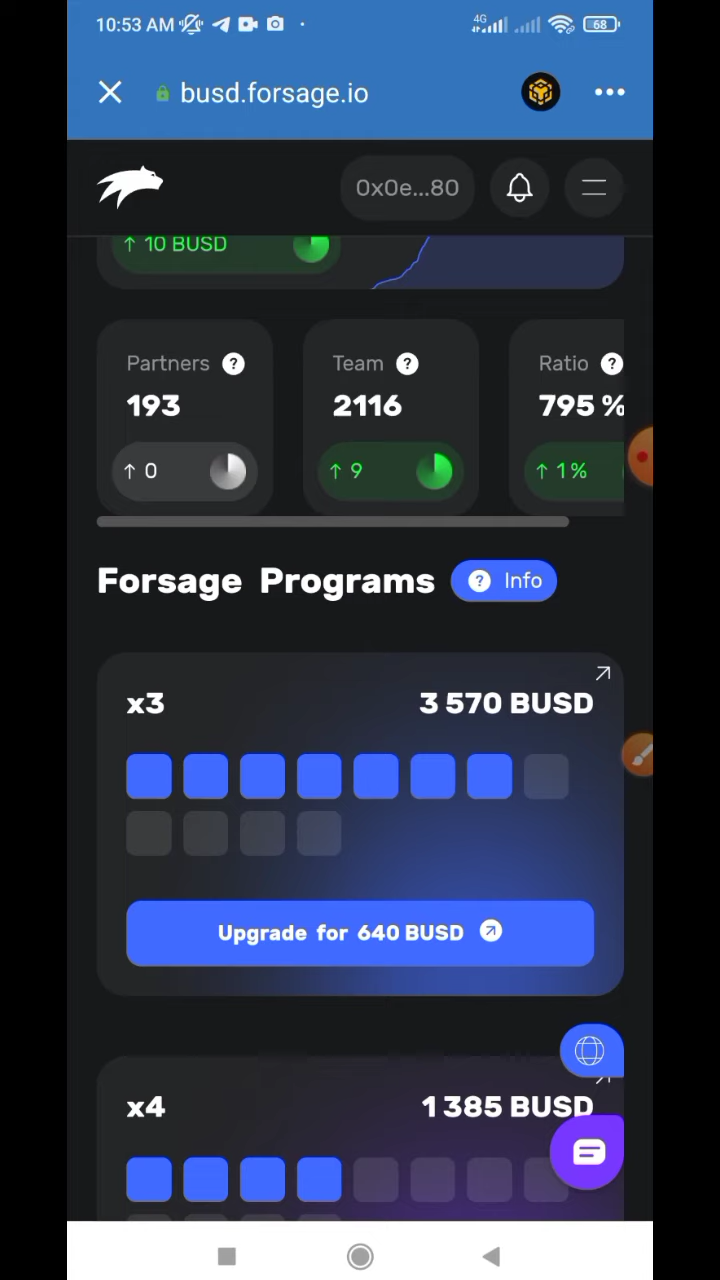 10:53 AM
4G
68
busd.forsage.io
0x0e...80
↑ 10 BUSD
Partners ?
193
↑ 0
Team ?
2116
↑ 9
Ratio ?
795 %
↑ 1%
Forsage Programs
? Info
x3
3 570 BUSD
Upgrade for 640 BUSD
x4
1 385 BUSD